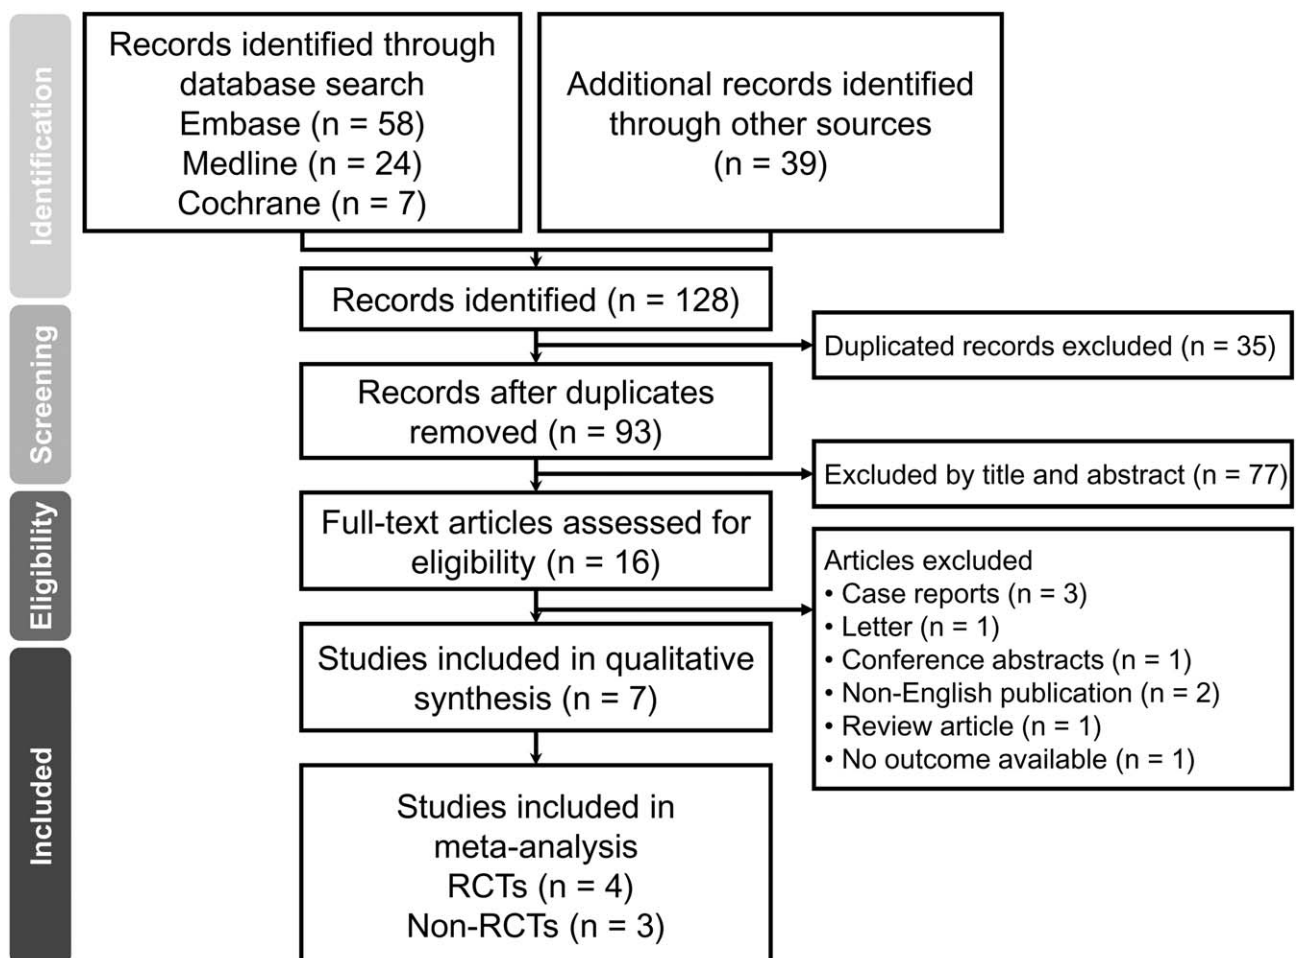 Identification
Records identified through
database search
Embase (n = 58)
Medline (n = 24)
Cochrane (n = 7)
Additional records identified
through other sources
(n = 39)
Records identified (n = 128)
Screening
Duplicated records excluded (n = 35)
Records after duplicates
removed (n = 93)
Excluded by title and abstract (n = 77)
Eligibility
Full-text articles assessed for
eligibility (n = 16)
Articles excluded
• Case reports (n = 3)
• Letter (n = 1)
• Conference abstracts (n = 1)
• Non-English publication (n = 2)
• Review article (n = 1)
• No outcome available (n = 1)
Included
Studies included in qualitative
synthesis (n = 7)
Studies included in
meta-analysis
RCTs (n = 4)
Non-RCTs (n = 3)